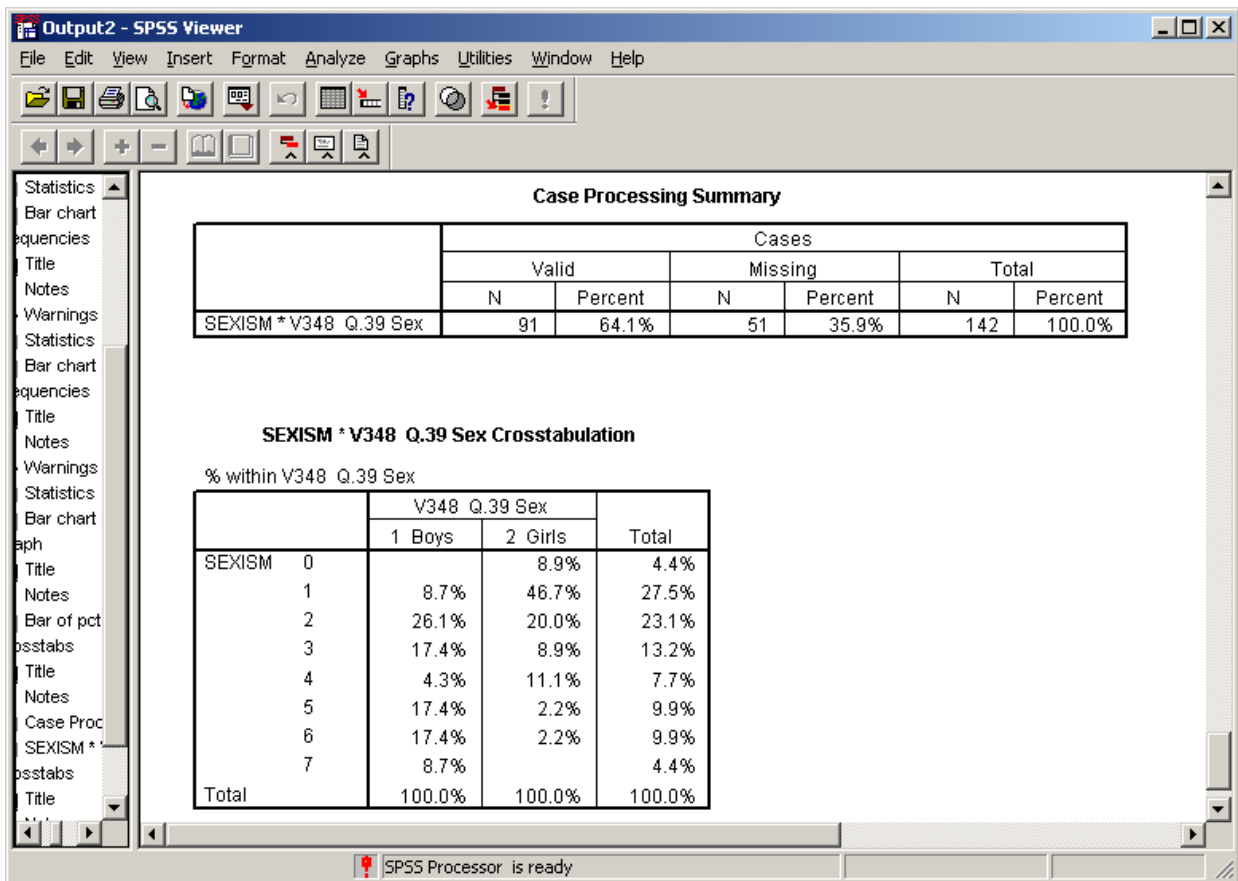 SPSS
Output2 - SPSS Viewer
File Edit View Insert Format Analyze Graphs Utilities Window Help
Statistics
Bar chart
equencies
Title
Notes
Warnings
Statistics
Bar chart
equencies
Title
Notes
Warnings
Statistics
Bar chart
aph
Title
Notes
Bar of pct
osstabs
Title
Notes
Case Proc
SEXISM * '
osstabs
Title
Case Processing Summary
Cases
Valid Missing Total
N Percent N Percent N Percent
SEXISM * V348 Q.39 Sex 91 64.1% 51 35.9% 142 100.0%
SEXISM * V348 Q.39 Sex Crosstabulation
% within V348 Q.39 Sex
V348 Q.39 Sex
1 Boys 2 Girls Total
SEXISM 0 8.9% 4.4%
1 8.7% 46.7% 27.5%
2 26.1% 20.0% 23.1%
3 17.4% 8.9% 13.2%
4 4.3% 11.1% 7.7%
5 17.4% 2.2% 9.9%
6 17.4% 2.2% 9.9%
7 8.7% 4.4%
Total 100.0% 100.0% 100.0%
SPSS Processor is ready